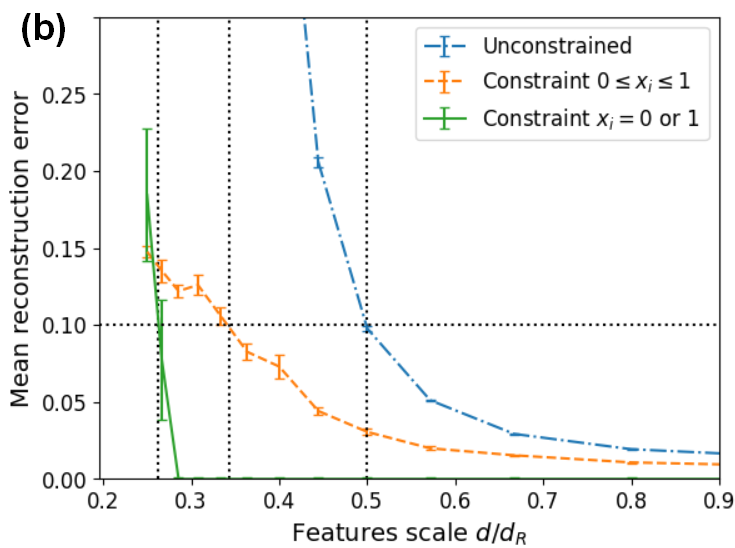 (b)
Unconstrained
Constraint 0 ≤ xᵢ ≤ 1
Constraint xᵢ = 0 or 1
Mean reconstruction error
0.25
0.20
0.15
0.10
0.05
0.00
0.2 0.3 0.4 0.5 0.6 0.7 0.8 0.9
Features scale d/d_R